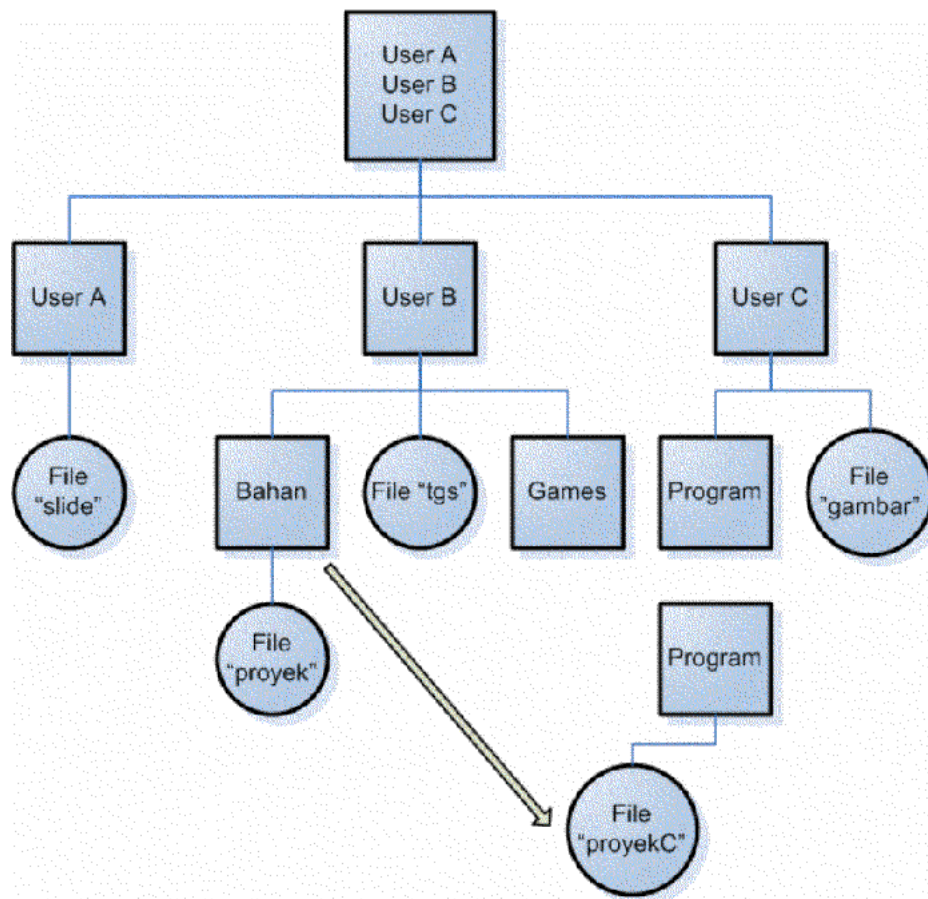 User A
User B
User C
User A
User B
User C
File
“slide”
Bahan
File “tgs”
Games
Program
File
”gambar”
File
“proyek”
Program
File
“proyekC”